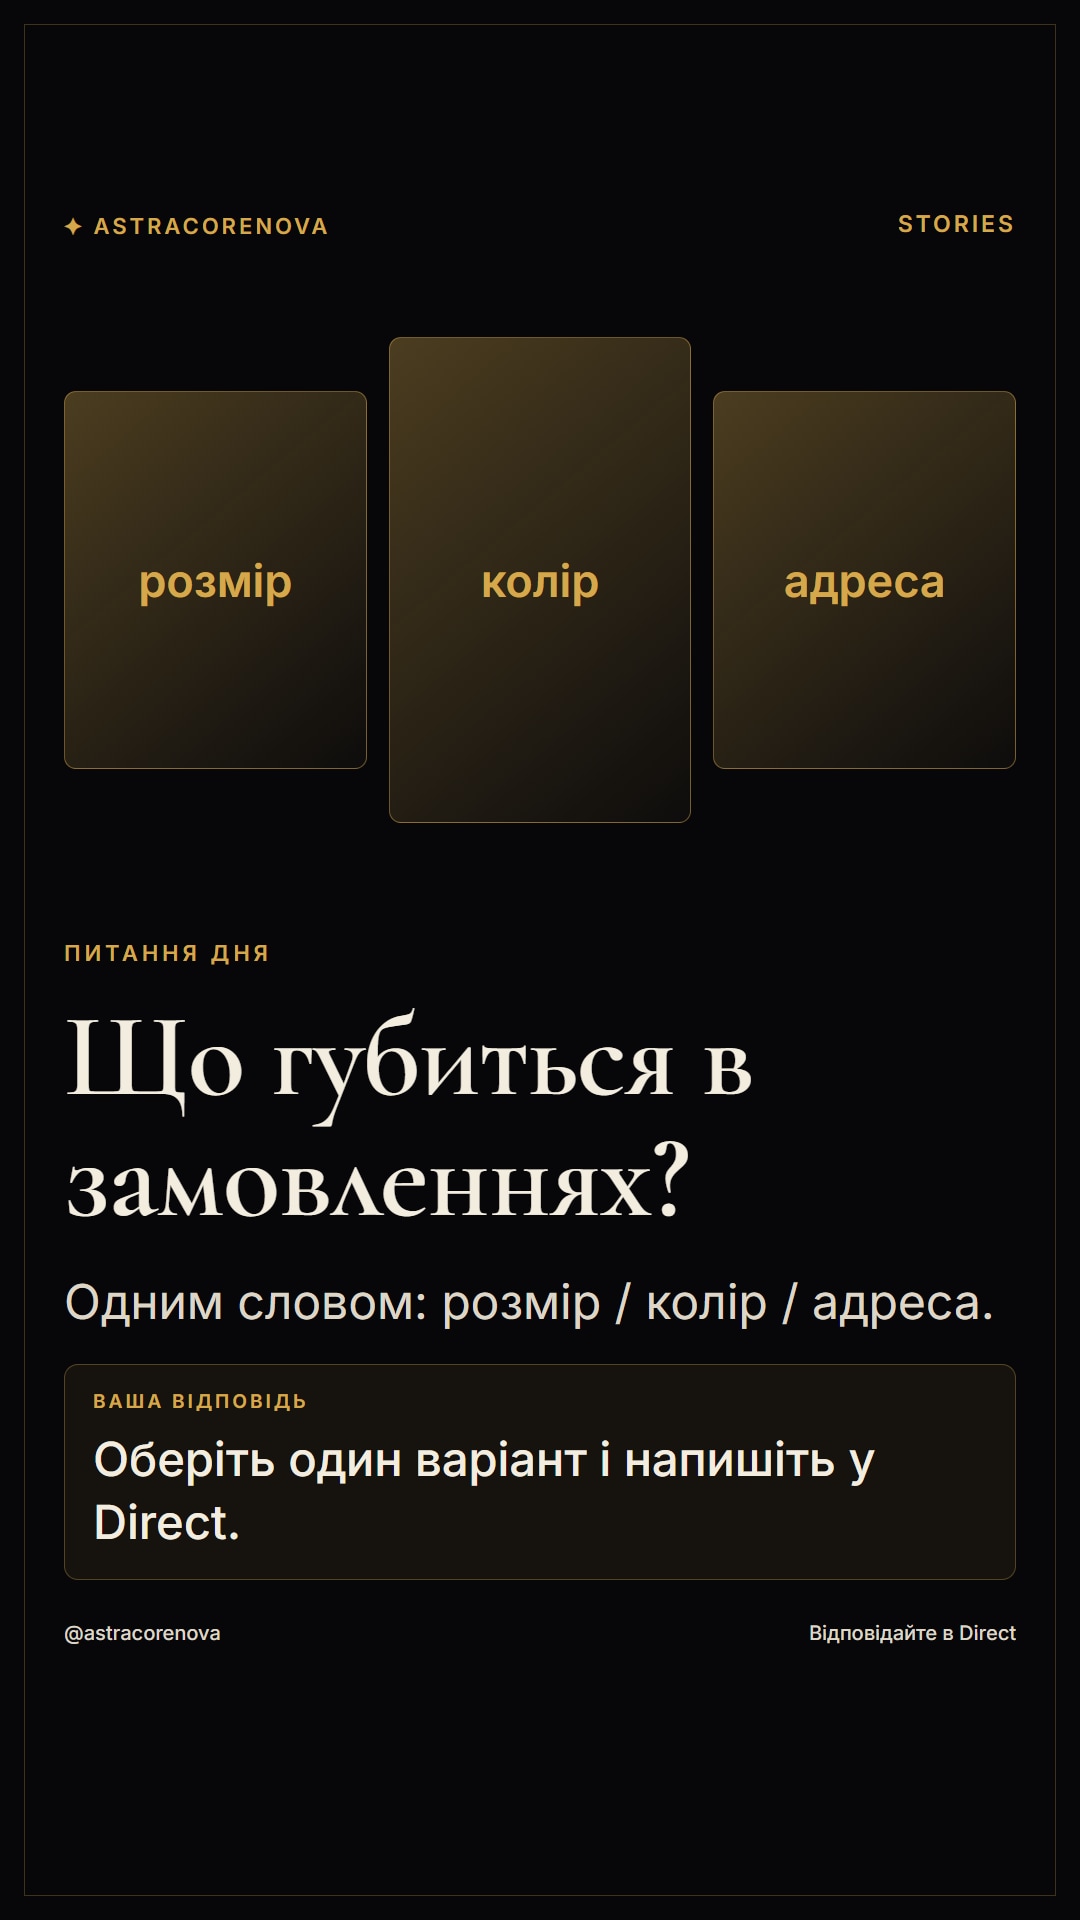 ✦ ASTRACORENOVA
STORIES
розмір
колір
адреса
ПИТАННЯ ДНЯ
Що губиться в
замовленнях?
Одним словом: розмір / колір / адреса.
ВАША ВІДПОВІДЬ
Оберіть один варіант і напишіть у
Direct.
@astracorenova
Відповідайте в Direct